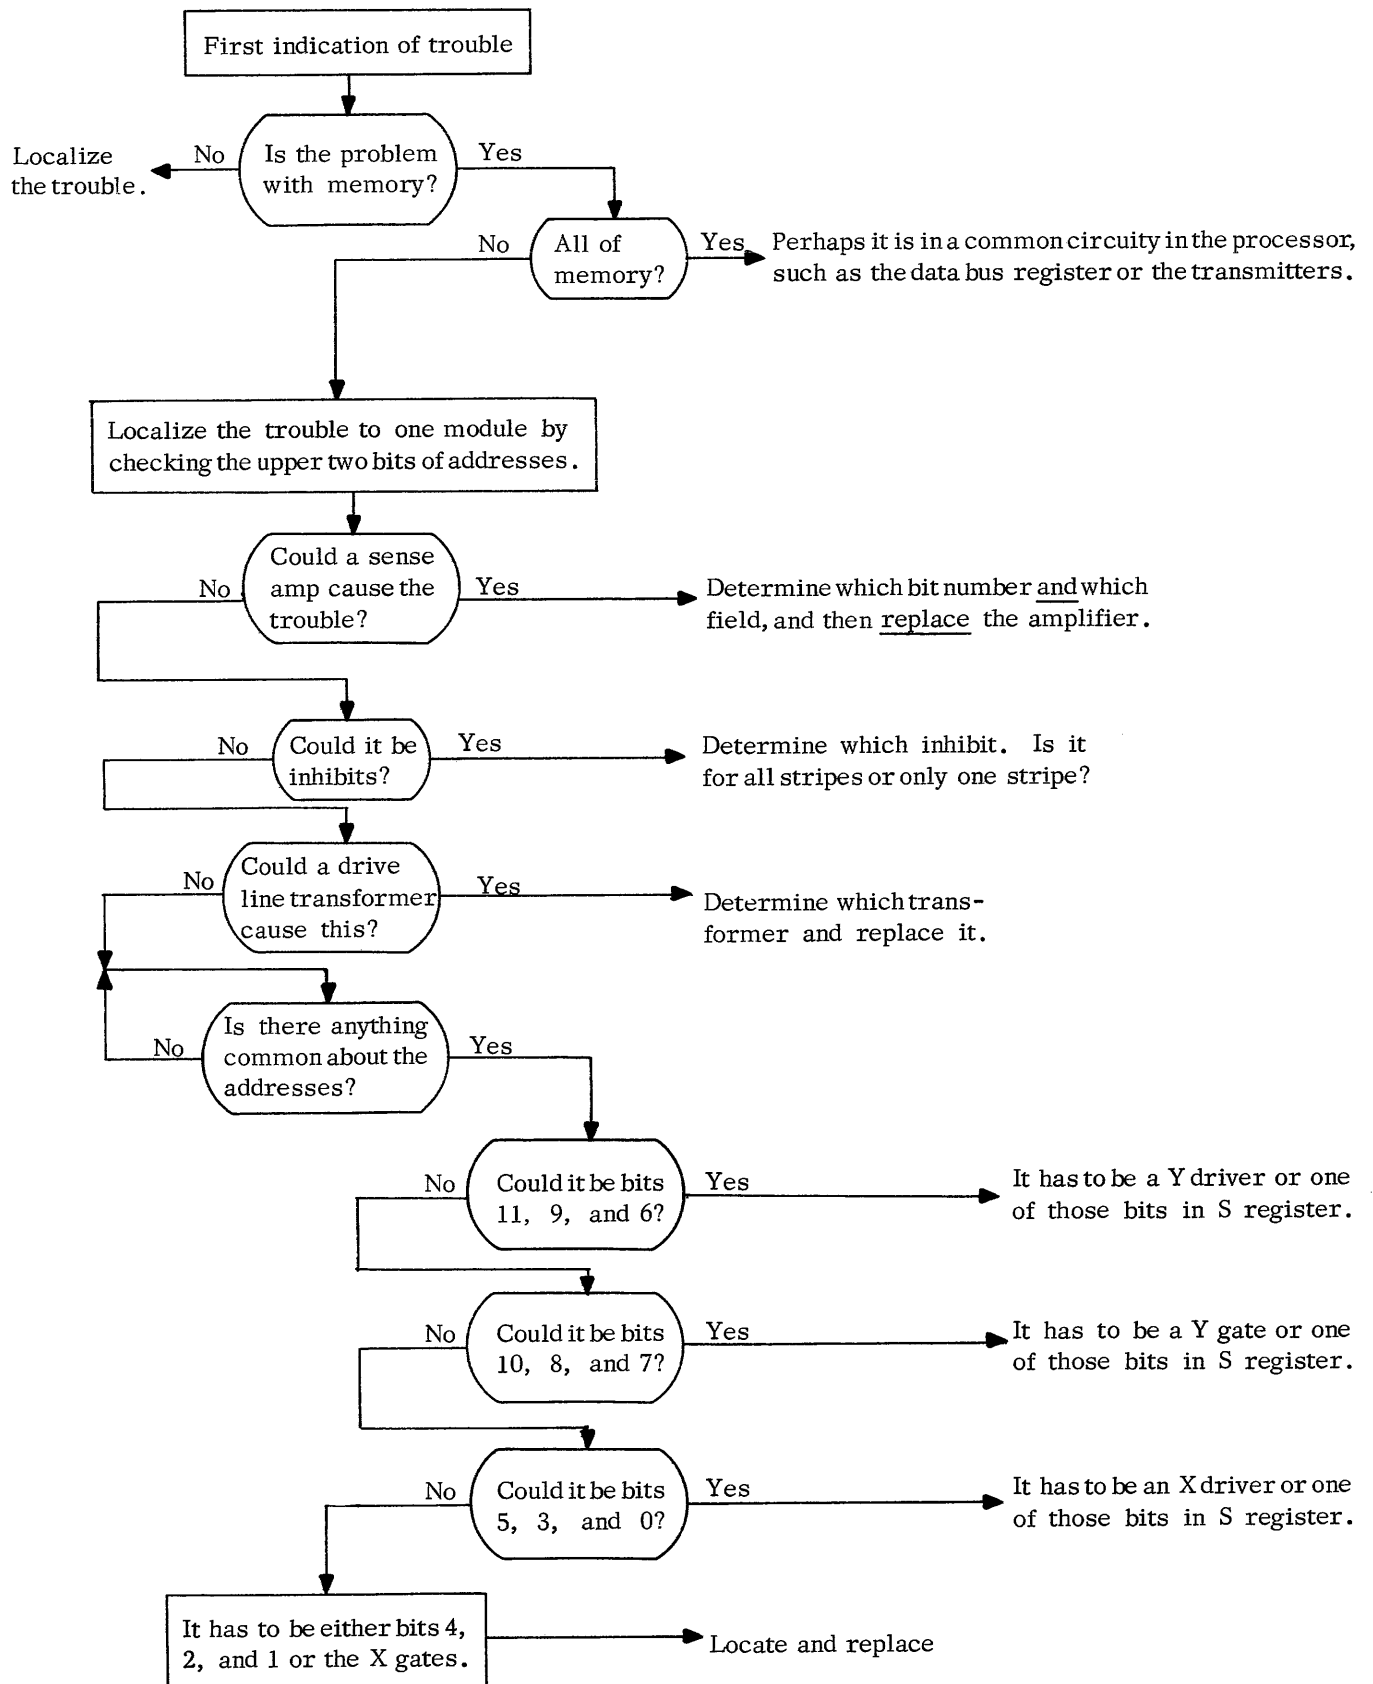 First indication of trouble
Is the problem
with memory?
No
Yes
Localize
the trouble.
All of
memory?
No
Yes
Perhaps it is in a common circuity in the processor,
such as the data bus register or the transmitters.
Localize the trouble to one module by
checking the upper two bits of addresses.
Could a sense
amp cause the
trouble?
No
Yes
Determine which bit number and which
field, and then replace the amplifier.
Could it be
inhibits?
No
Yes
Determine which inhibit. Is it
for all stripes or only one stripe?
Could a drive
line transformer
cause this?
No
Yes
Determine which trans-
former and replace it.
Is there anything
common about the
addresses?
No
Yes
Could it be bits
11, 9, and 6?
No
Yes
It has to be a Y driver or one
of those bits in S register.
Could it be bits
10, 8, and 7?
No
Yes
It has to be a Y gate or one
of those bits in S register.
Could it be bits
5, 3, and 0?
No
Yes
It has to be an X driver or one
of those bits in S register.
It has to be either bits 4,
2, and 1 or the X gates.
Locate and replace